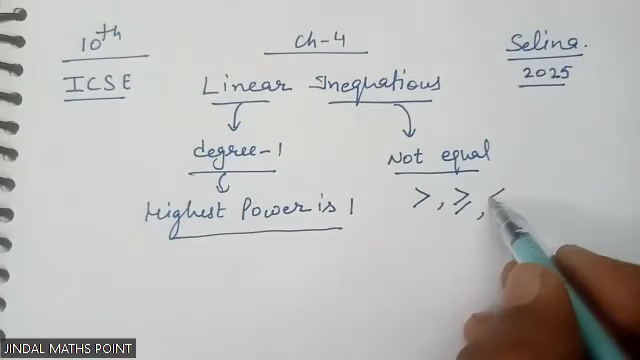 10th
Ch-4
Selina.
ICSE
Linear Inequations
2025
degree-1
Not equal
Highest Power is 1
>, ≥, <
JINDAL MATHS POINT